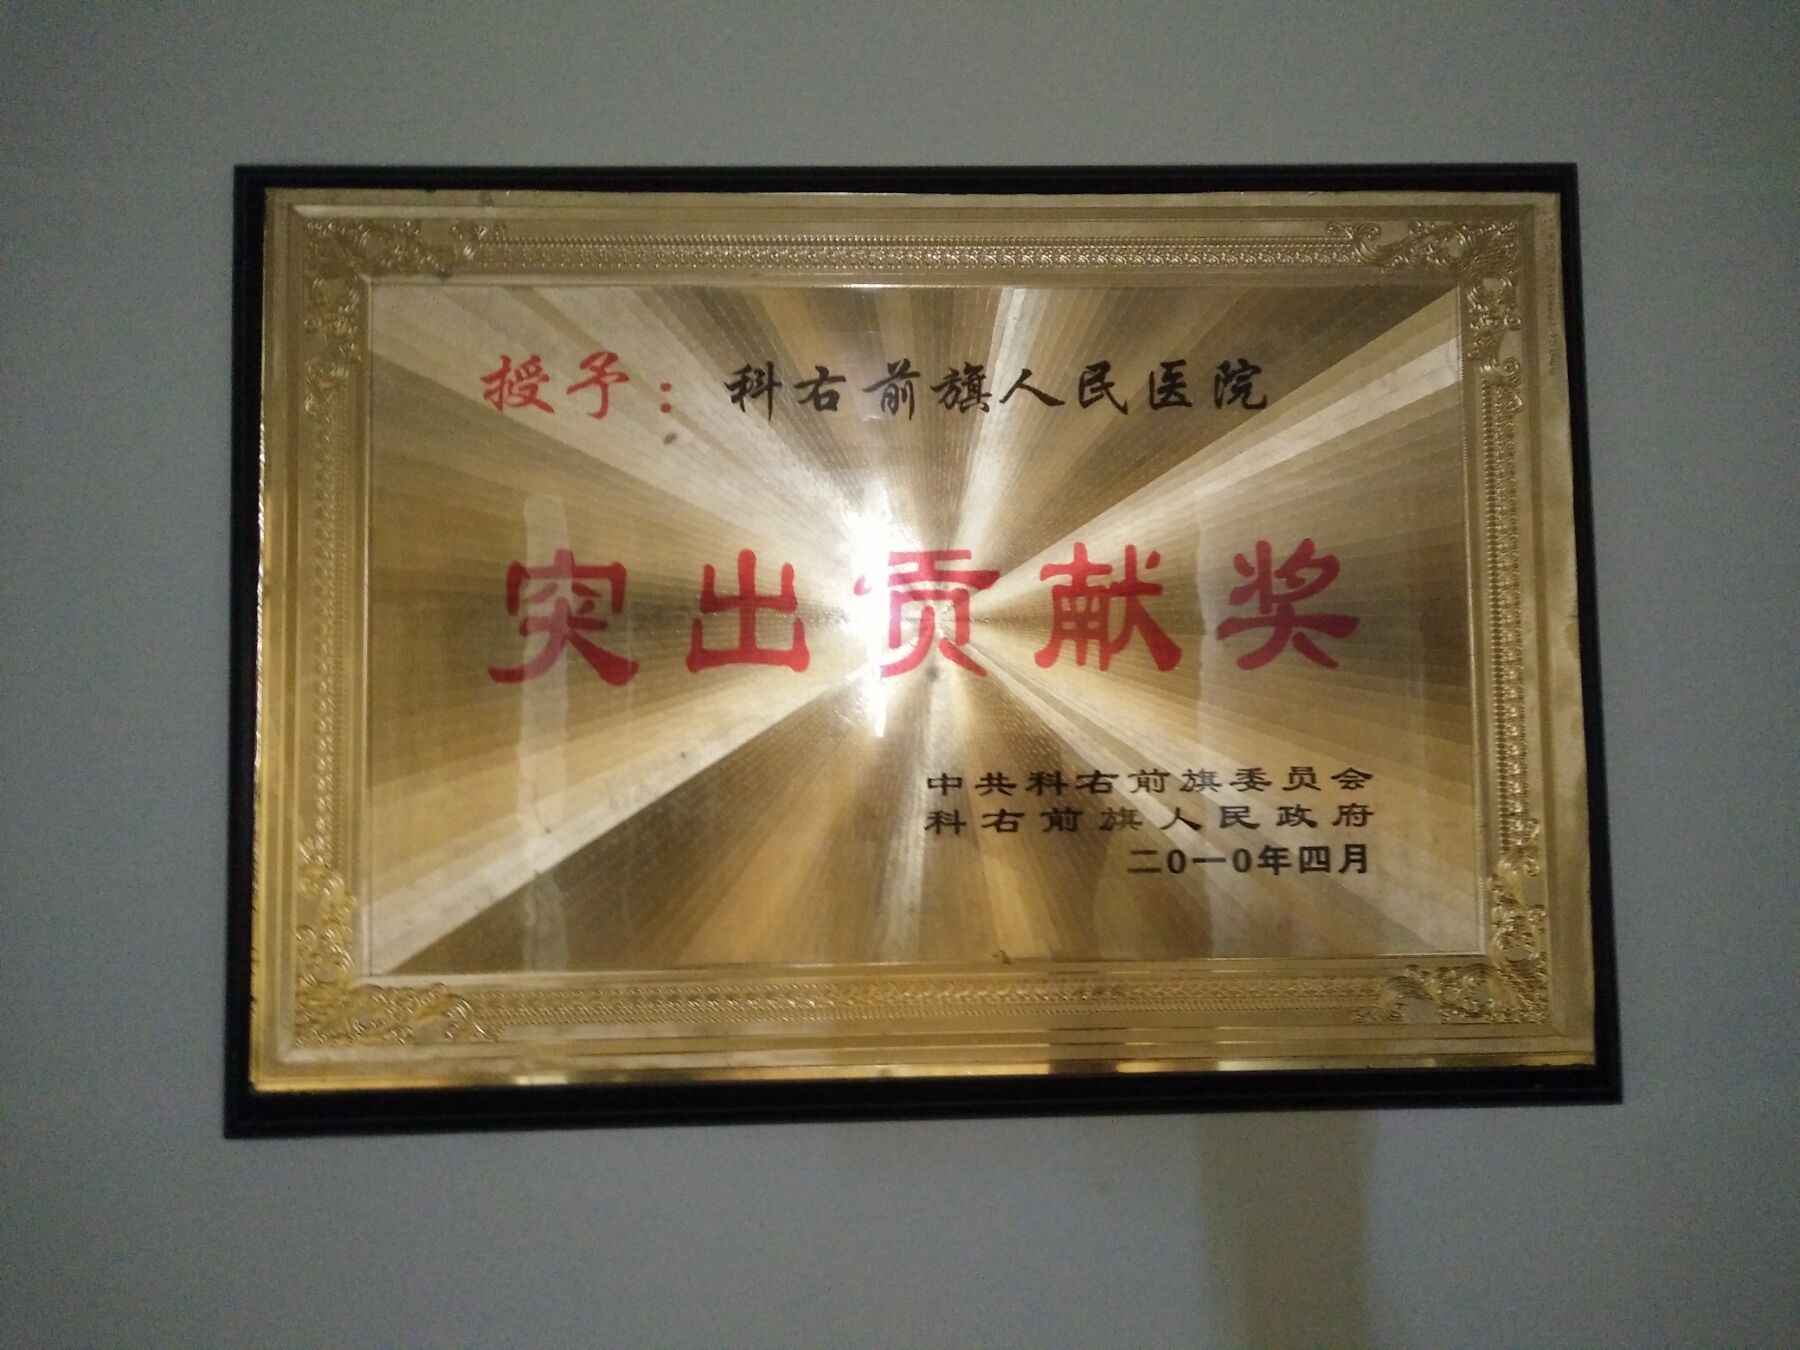 授予：科右前旗人民医院
突出贡献奖
中共科右前旗委员会
科右前旗人民政府
二0一0年四月